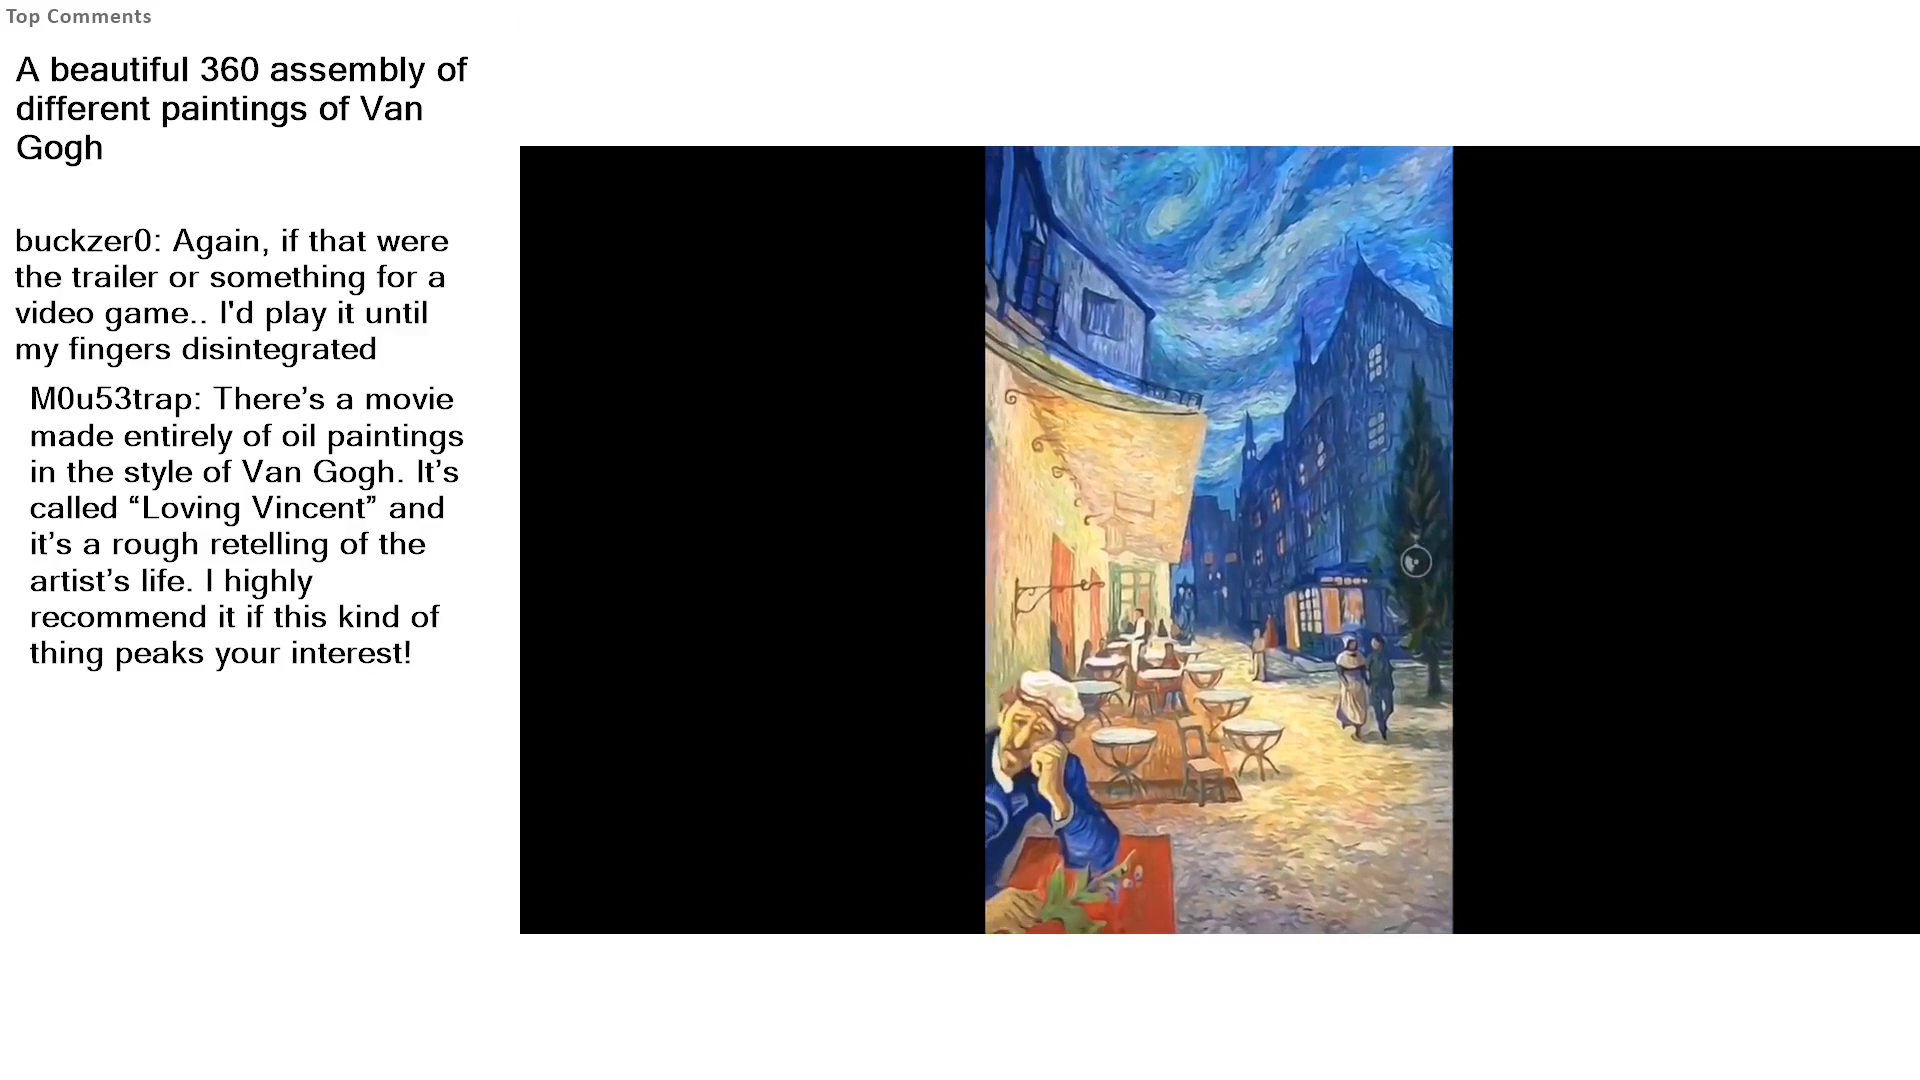 Top Comments
A beautiful 360 assembly of
different paintings of Van
Gogh
buckzer0: Again, if that were
the trailer or something for a
video game.. I'd play it until
my fingers disintegrated
M0u53trap: There’s a movie
made entirely of oil paintings
in the style of Van Gogh. It’s
called “Loving Vincent” and
it’s a rough retelling of the
artist’s life. I highly
recommend it if this kind of
thing peaks your interest!